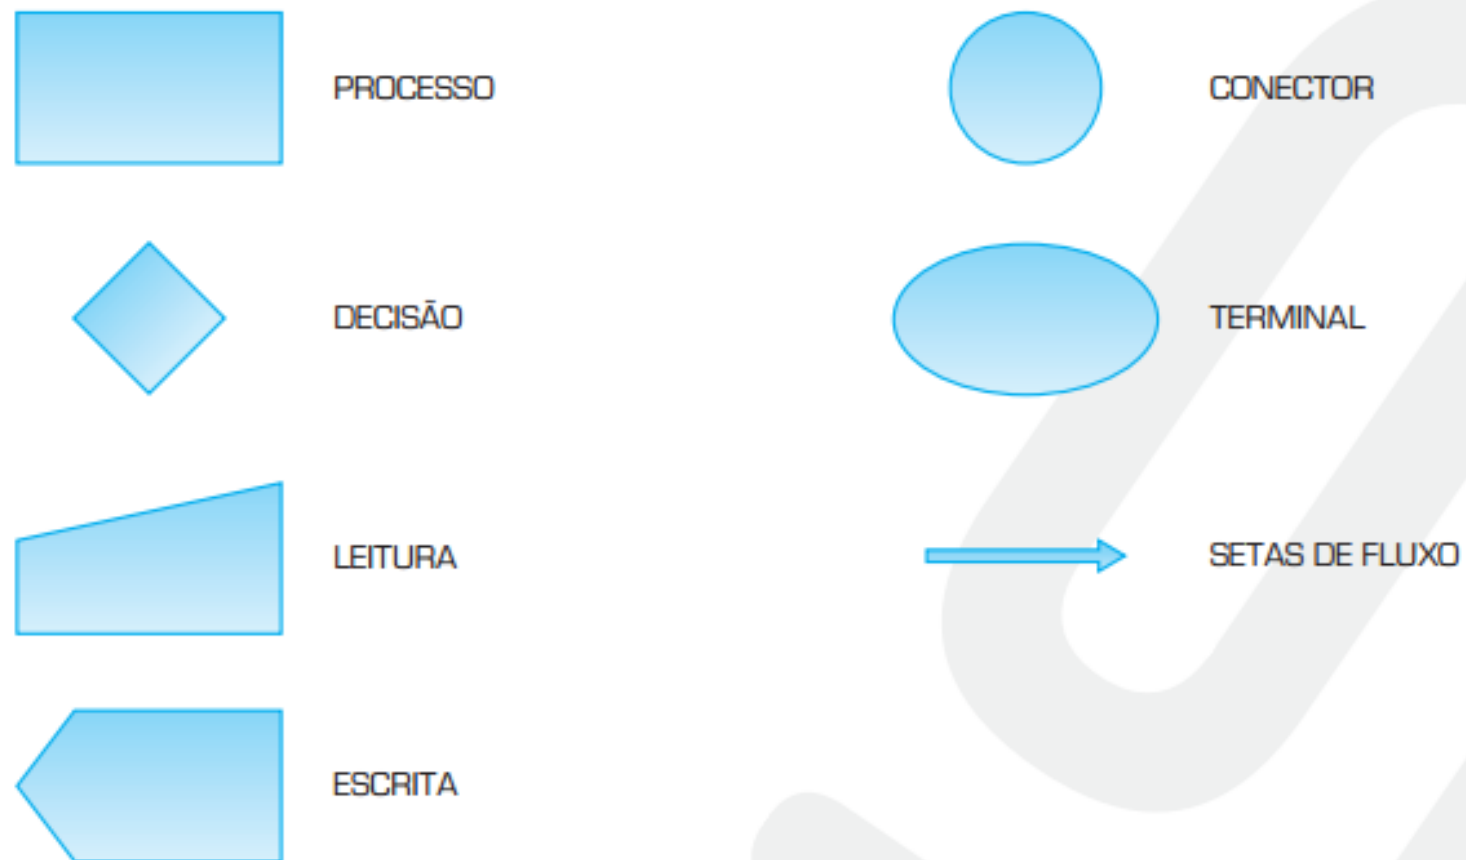 PROCESSO
CONECTOR
DECISÃO
TERMINAL
LEITURA
SETAS DE FLUXO
ESCRITA